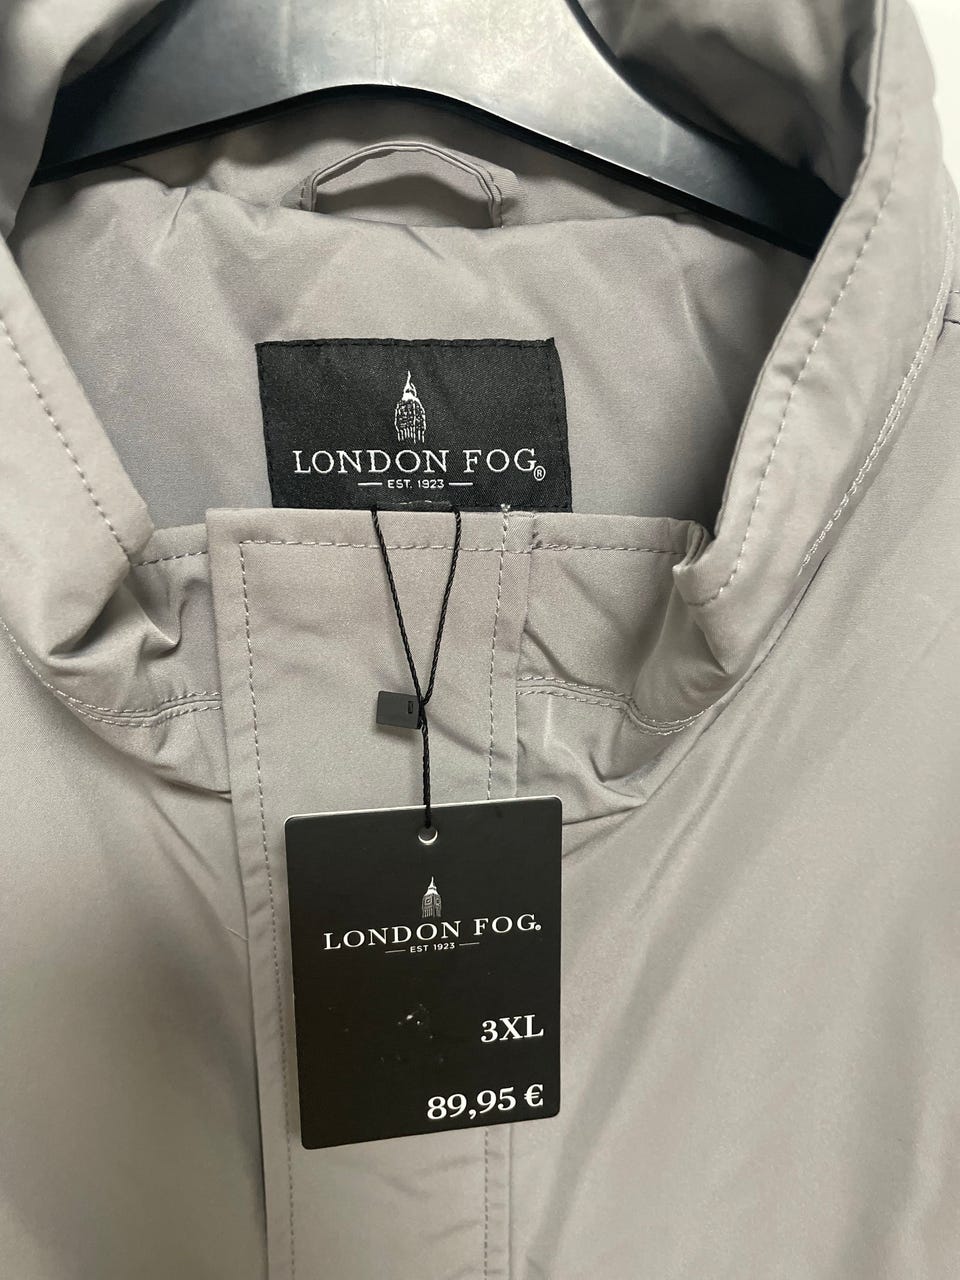 LONDON FOG®
EST. 1923
LONDON FOG®
EST 1923
3XL
89,95 €